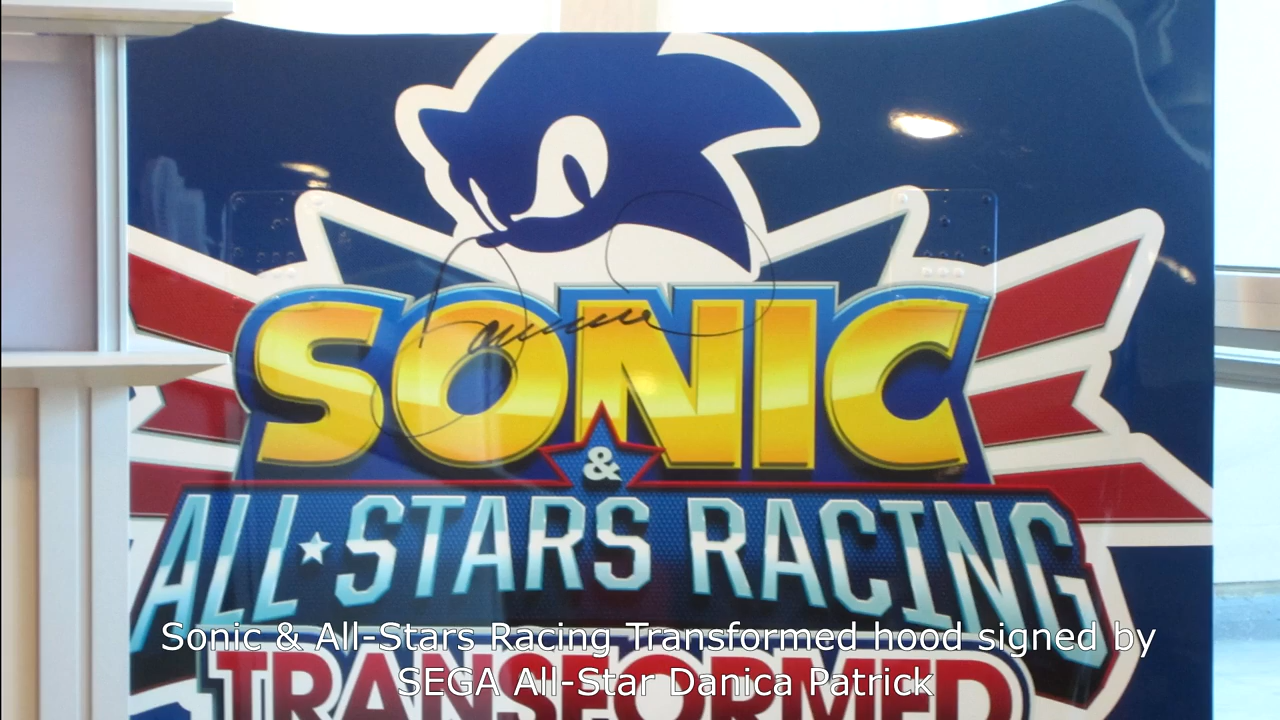 SONIC
&
ALL★STARS RACING
TRANSFORMED
Sonic & All-Stars Racing Transformed hood signed by
SEGA All-Star Danica Patrick